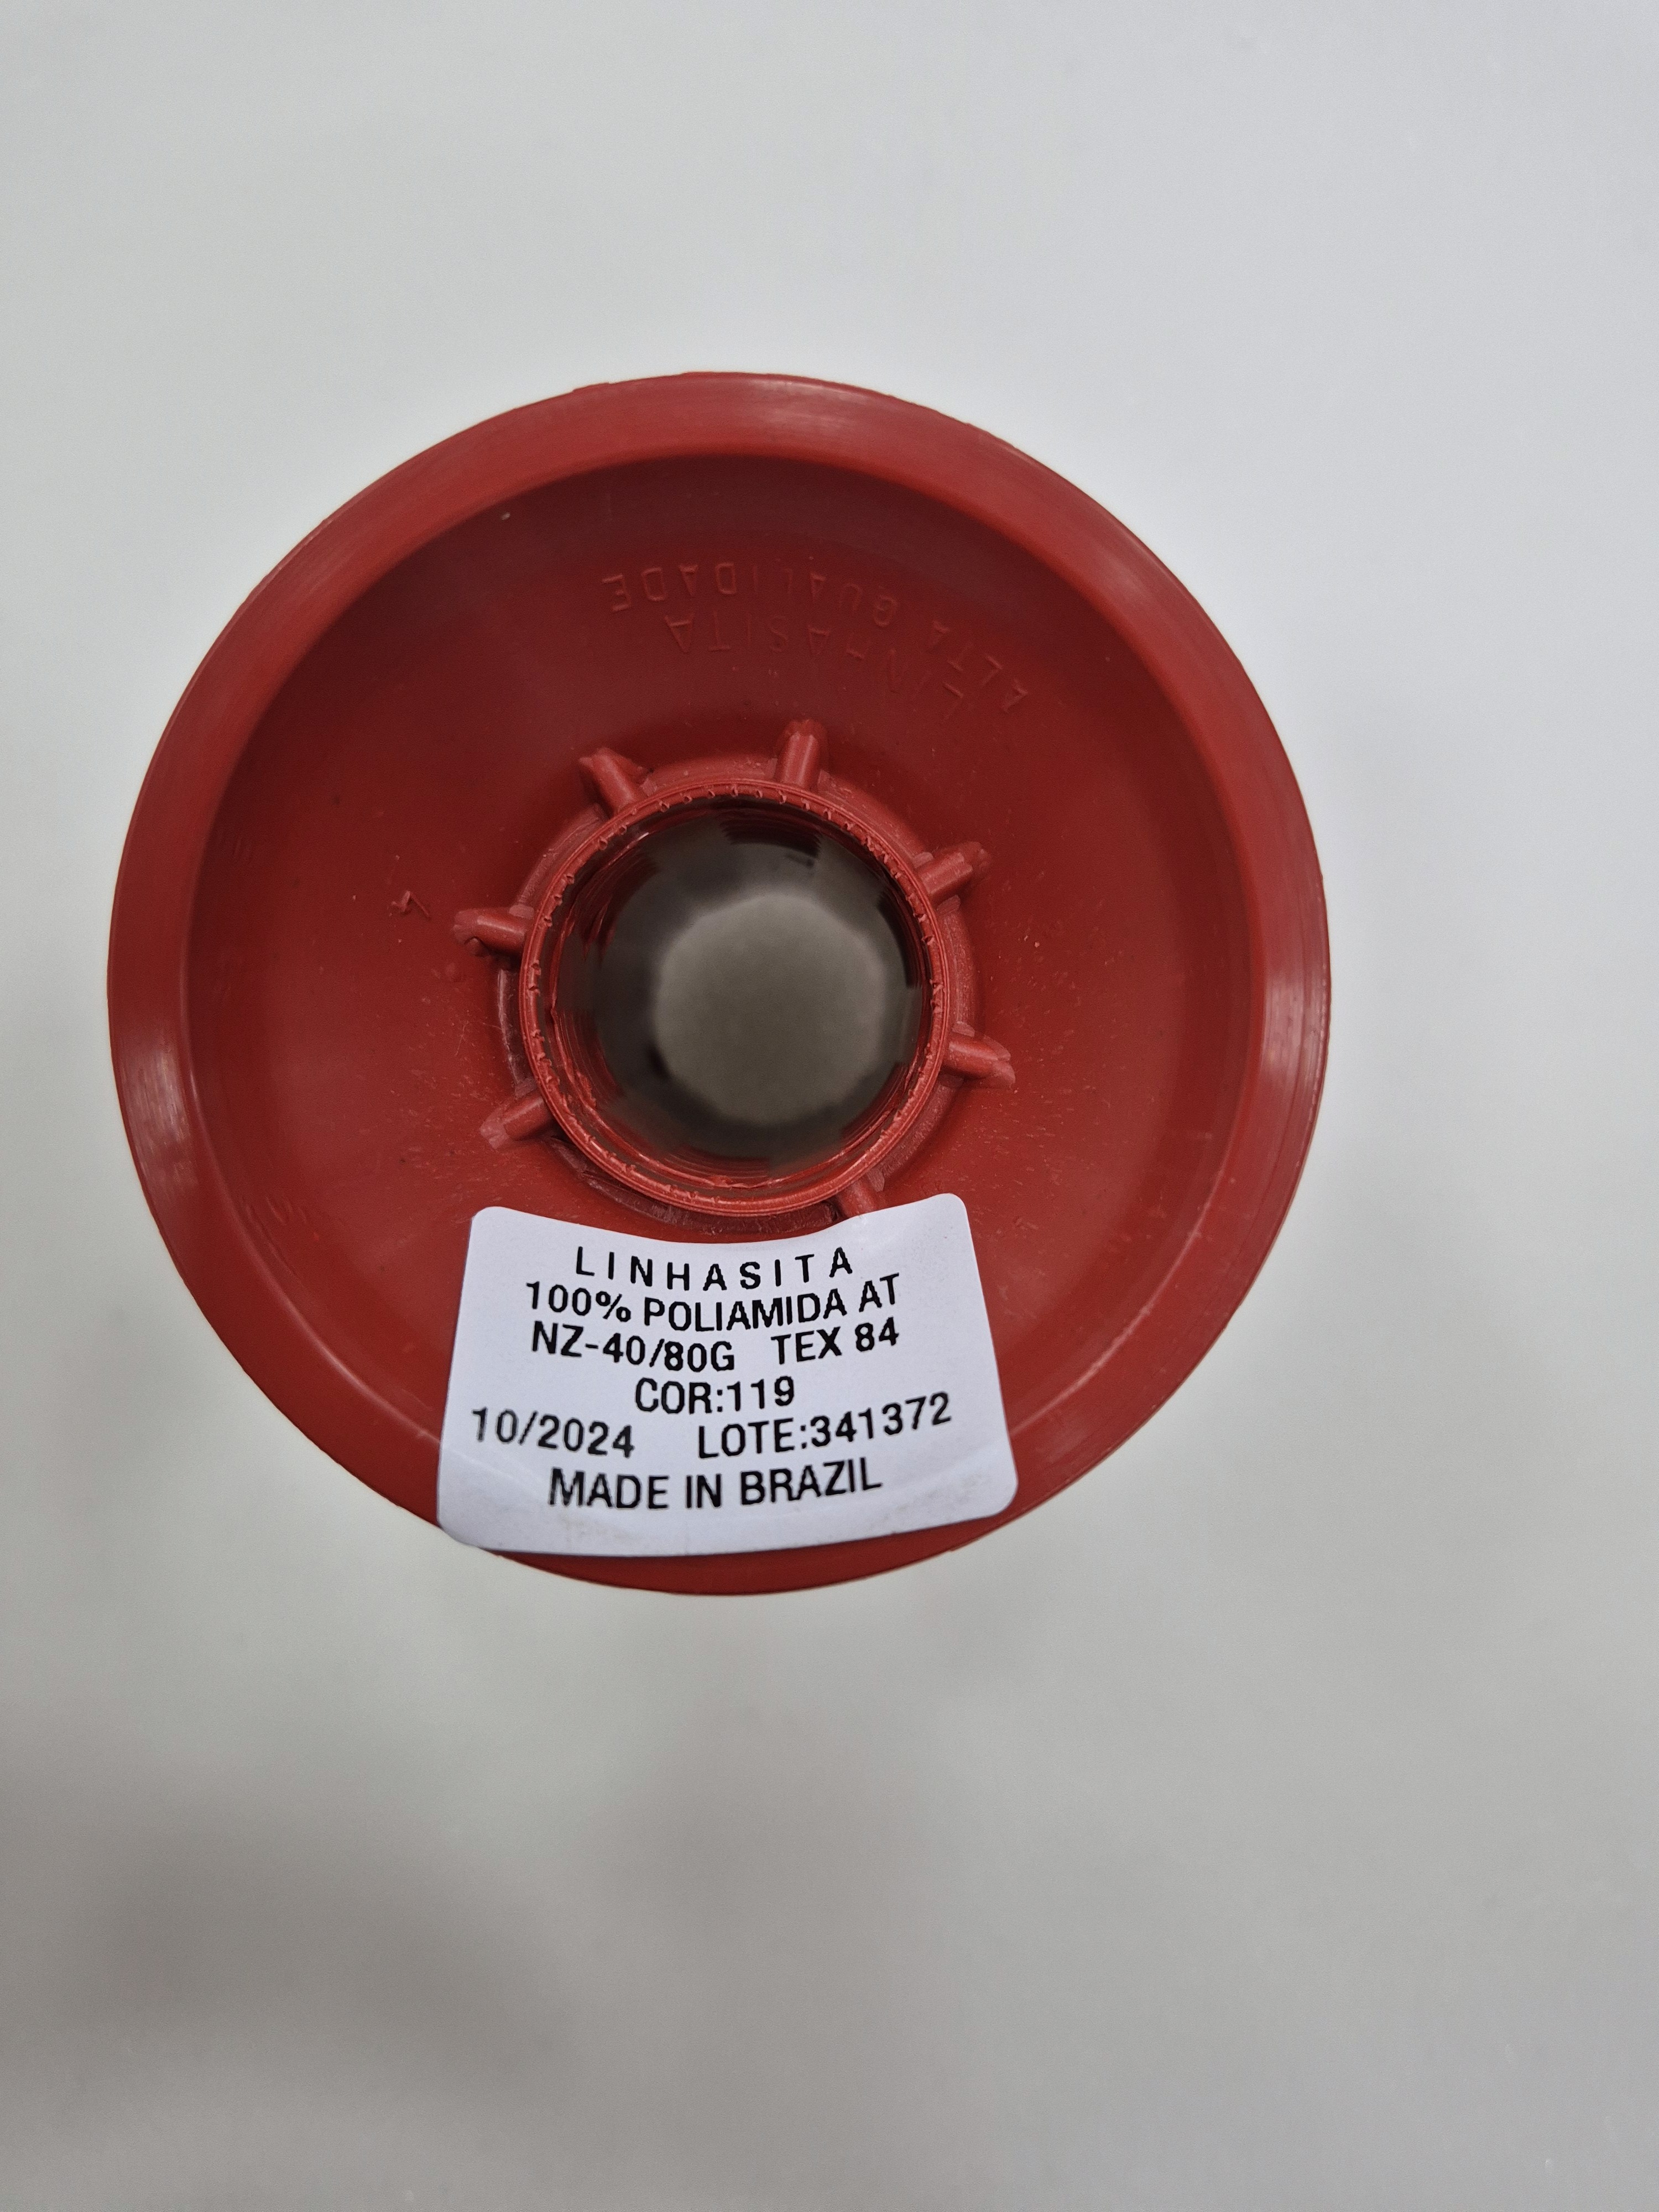 ALTA QUALIDADE
LINHASITA
LINHASITA
100% POLIAMIDA AT
NZ-40/80G TEX 84
COR:119
10/2024 LOTE:341372
MADE IN BRAZIL